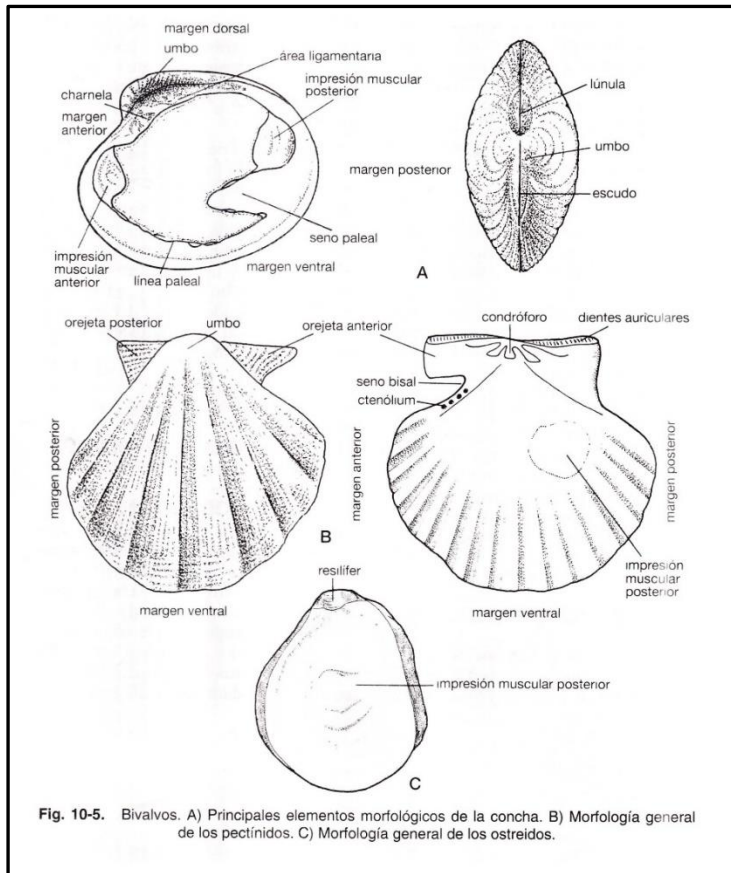 margen dorsal
umbo
área ligamentaria
impresión muscular
posterior
charnela
margen
anterior
margen posterior
seno paleal
impresión
muscular
anterior
línea paleal
margen ventral
lúnula
umbo
escudo
A
orejeta posterior
umbo
orejeta anterior
condróforo
dientes auriculares
seno bisal
ctenólium
margen posterior
margen anterior
margen posterior
B
margen ventral
impresión
muscular
posterior
margen ventral
resilífer
impresión muscular posterior
C
Fig. 10-5. Bivalvos. A) Principales elementos morfológicos de la concha. B) Morfología general
de los pectínidos. C) Morfología general de los ostreidos.